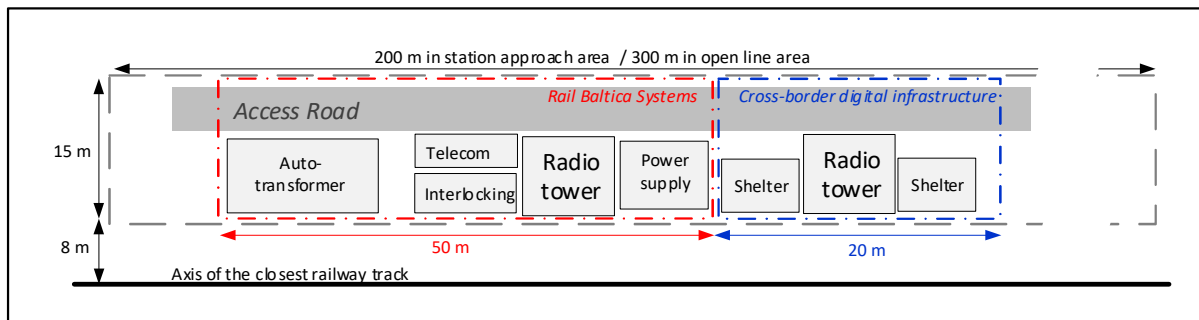 200 m in station approach area / 300 m in open line area
Rail Baltica Systems
Cross-border digital infrastructure
Access Road
15 m
Auto-
transformer
Telecom
Interlocking
Radio
tower
Power
supply
Shelter
Radio
tower
Shelter
8 m
50 m
20 m
Axis of the closest railway track